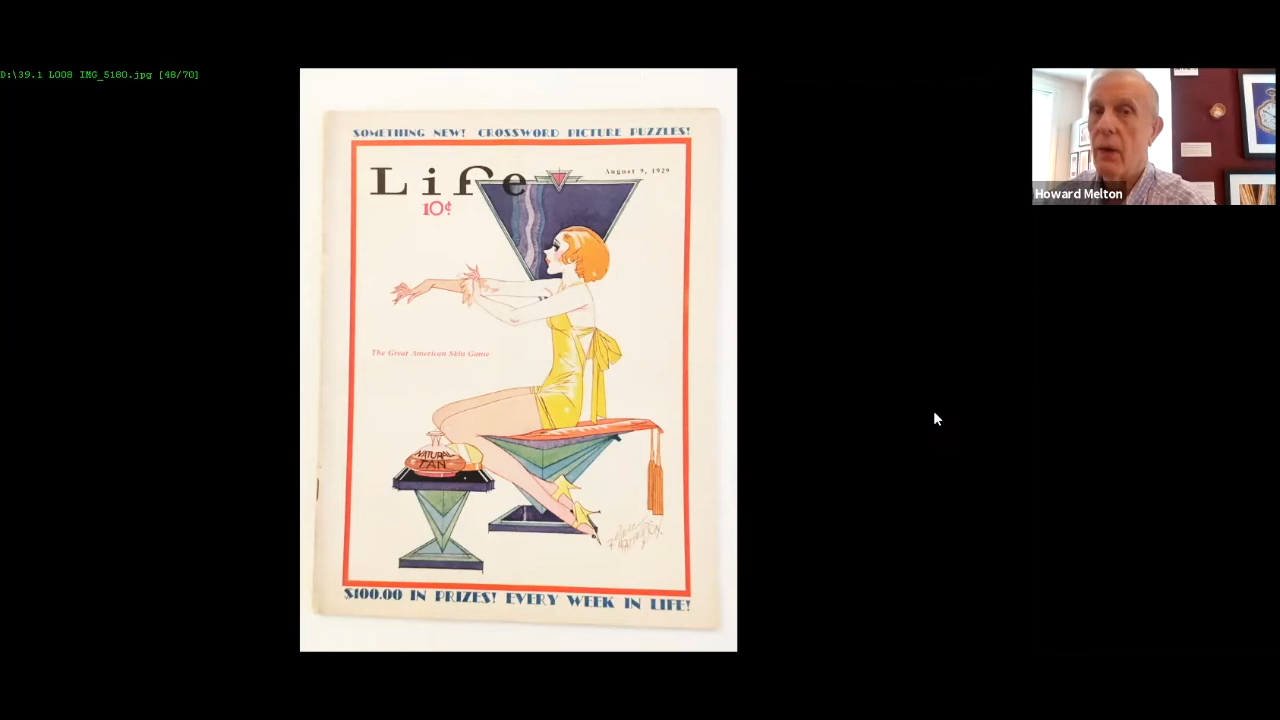 D:\39.1 L008 IMG_5180.jpg [48/70]
SOMETHING NEW! CROSSWORD PICTURE PUZZLES!
Life
August 9, 1929
10¢
The Great American Skin Game
NATURAL
TAN
$100.00 IN PRIZES! EVERY WEEK IN LIFE!
Howard Melton